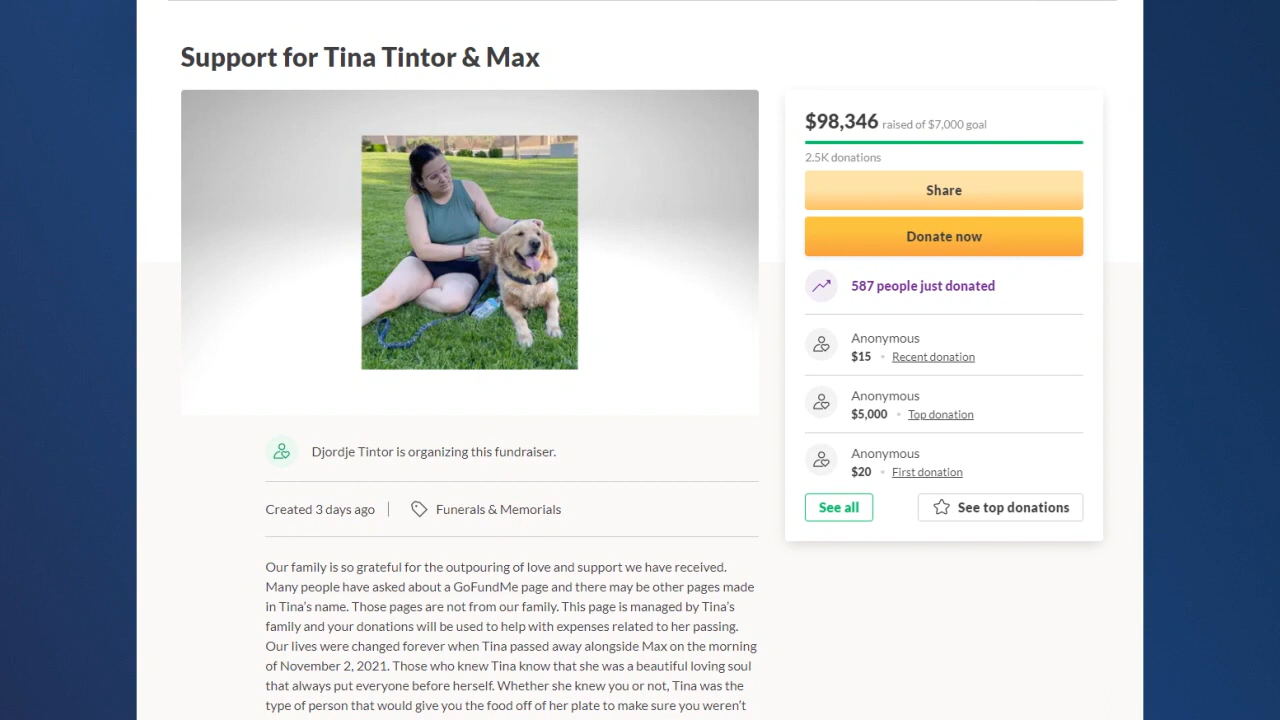 Support for Tina Tintor & Max
$98,346 raised of $7,000 goal
2.5K donations
Share
Donate now
587 people just donated
Anonymous
$15 • Recent donation
Anonymous
$5,000 • Top donation
Anonymous
$20 • First donation
See all
See top donations
Djordje Tintor is organizing this fundraiser.
Created 3 days ago
Funerals & Memorials
Our family is so grateful for the outpouring of love and support we have received.
Many people have asked about a GoFundMe page and there may be other pages made
in Tina's name. Those pages are not from our family. This page is managed by Tina's
family and your donations will be used to help with expenses related to her passing.
Our lives were changed forever when Tina passed away alongside Max on the morning
of November 2, 2021. Those who knew Tina know that she was a beautiful loving soul
that always put everyone before herself. Whether she knew you or not, Tina was the
type of person that would give you the food off of her plate to make sure you weren't